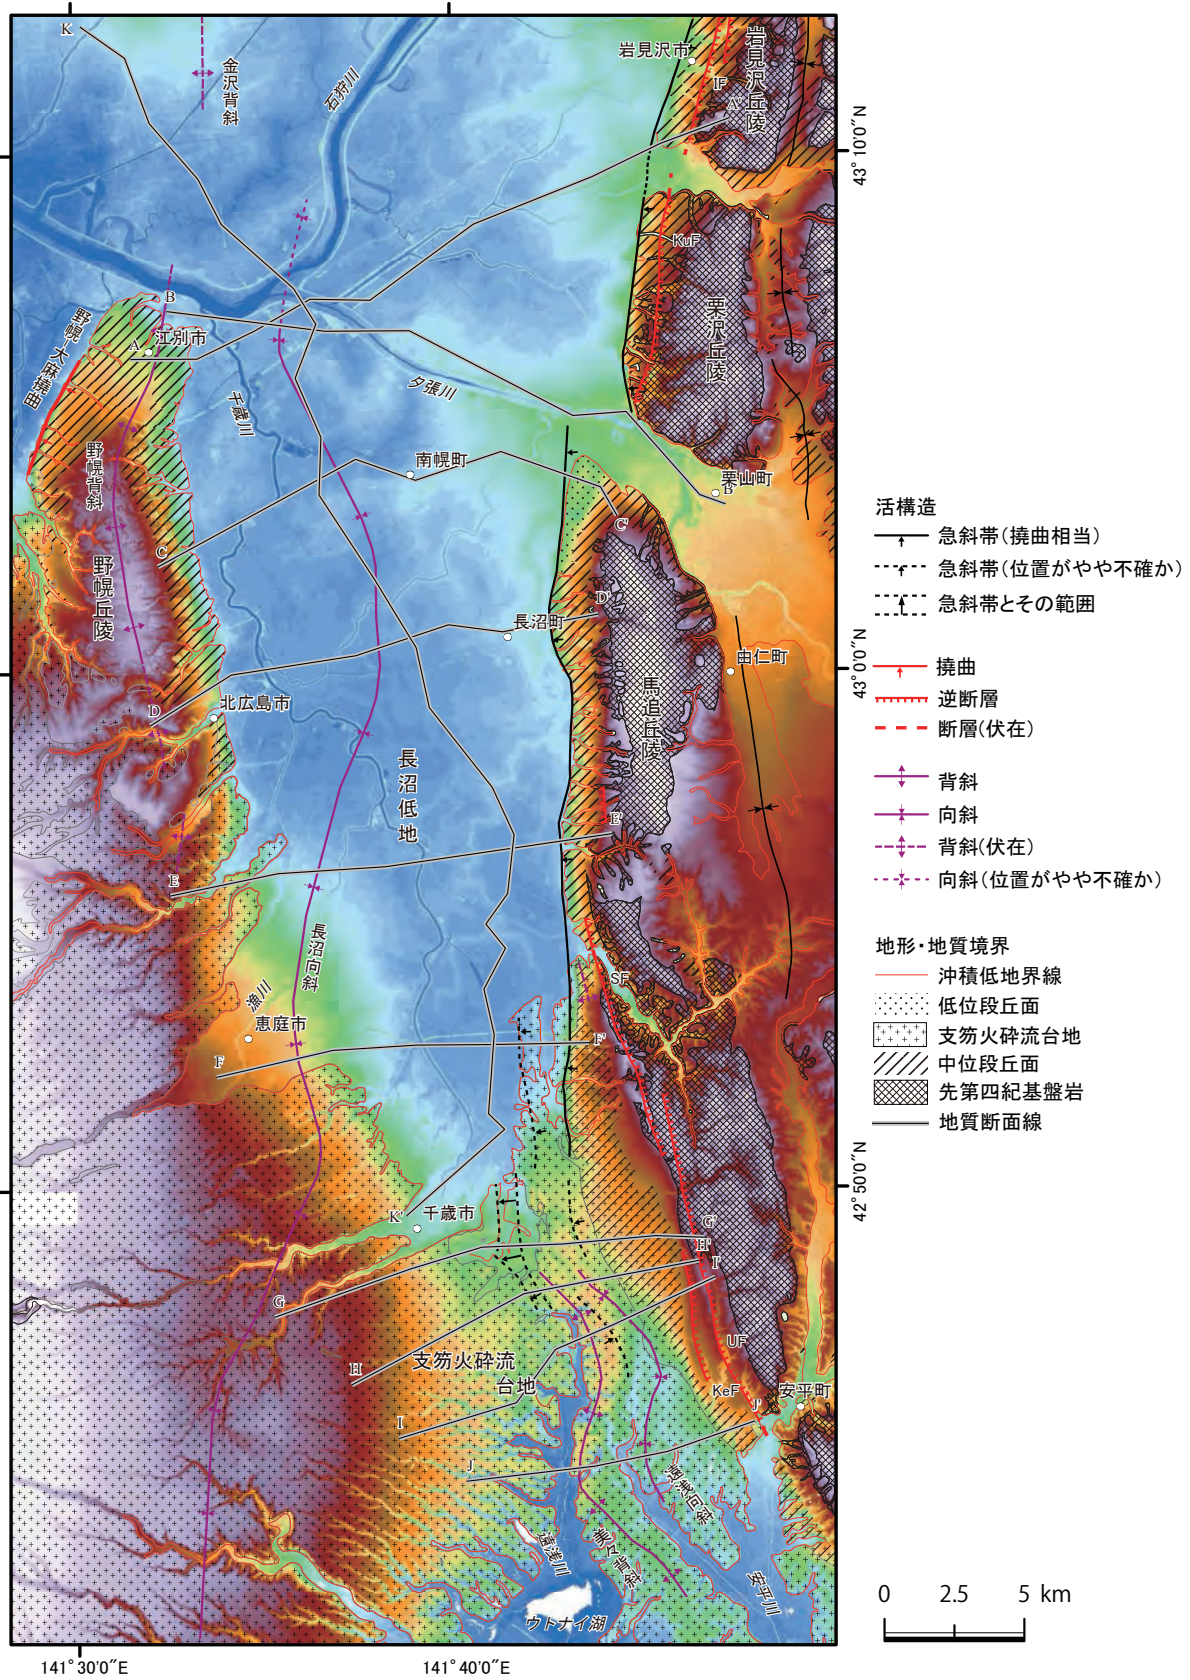 K
金沢背斜
石狩川
岩見沢市
岩見沢丘陵
IF
A'
43° 10′0″N
KuF
栗沢丘陵
B
野幌-大麻撓曲
A
江別市
千歳川
夕張川
野幌背斜
南幌町
栗山町
B'
C
C'
野幌丘陵
D'
長沼町
由仁町
43° 0′0″N
馬追丘陵
D
北広島市
長沼低地
E'
E
長沼向斜
SF
漁川
恵庭市
F
F'
42° 50′0″N
K'
千歳市
G'
H'
I'
G
H
支笏火砕流
台地
UF
KeF
安平町
J'
I
J
遠浅向斜
遠浅川
美々背斜
安平川
ウトナイ湖
141° 30′0″E
141° 40′0″E
活構造
急斜帯(撓曲相当)
急斜帯(位置がやや不確か)
急斜帯とその範囲
撓曲
逆断層
断層(伏在)
背斜
向斜
背斜(伏在)
向斜(位置がやや不確か)
地形・地質境界
沖積低地界線
低位段丘面
支笏火砕流台地
中位段丘面
先第四紀基盤岩
地質断面線
0 2.5 5 km